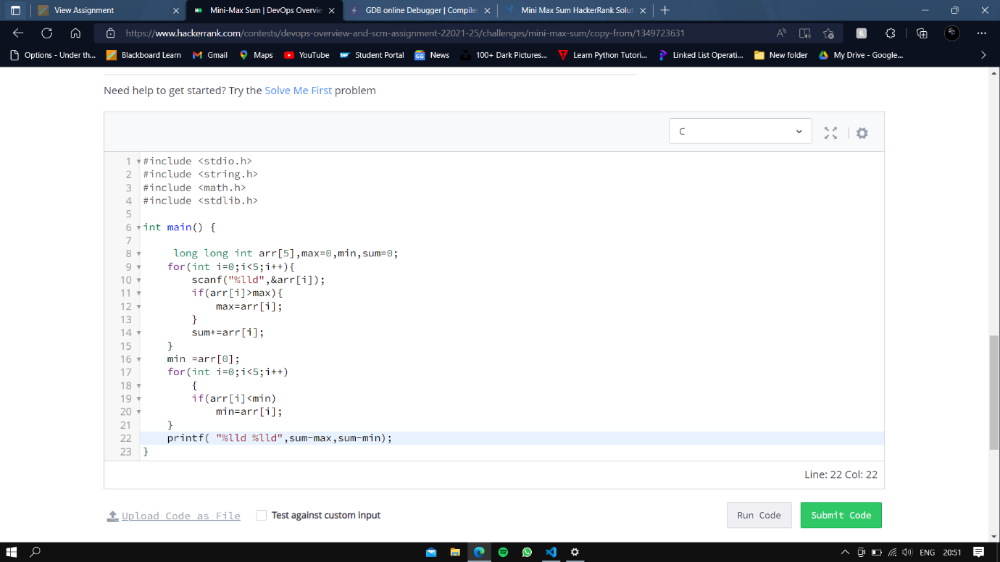 View Assignment
Mini-Max Sum | DevOps Overvie
GDB online Debugger | Compiler
Mini Max Sum HackerRank Solut
https://www.hackerrank.com/contests/devops-overview-and-scm-assignment-22021-25/challenges/mini-max-sum/copy-from/1349723631
Options - Under th... Blackboard Learn Gmail Maps YouTube Student Portal News 100+ Dark Pictures... Learn Python Tutori... Linked List Operati... New folder My Drive - Google...
Need help to get started? Try the Solve Me First problem
C
1 #include <stdio.h>
2 #include <string.h>
3 #include <math.h>
4 #include <stdlib.h>
5
6 int main() {
7
8 long long int arr[5],max=0,min,sum=0;
9 for(int i=0;i<5;i++){
10 scanf("%lld",&arr[i]);
11 if(arr[i]>max){
12 max=arr[i];
13 }
14 sum+=arr[i];
15 }
16 min =arr[0];
17 for(int i=0;i<5;i++)
18 {
19 if(arr[i]<min)
20 min=arr[i];
21 }
22 printf( "%lld %lld",sum-max,sum-min);
23 }
Line: 22 Col: 22
Upload Code as File Test against custom input Run Code Submit Code
ENG 20:51